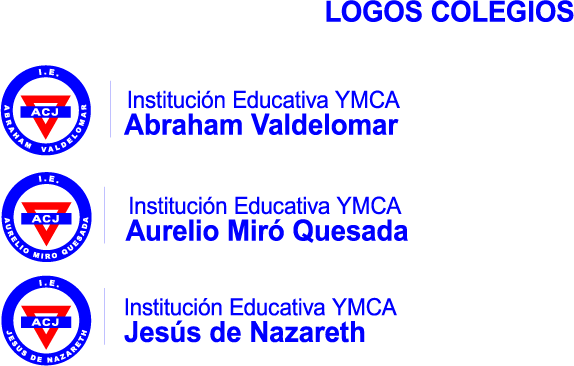 LOGOS COLEGIOS
I.E.
ACJ
ABRAHAM VALDELOMAR
Institución Educativa YMCA
Abraham Valdelomar
I.E.
ACJ
AURELIO MIRO QUESADA
Institución Educativa YMCA
Aurelio Miró Quesada
I.E.
ACJ
JESUS DE NAZARETH
Institución Educativa YMCA
Jesús de Nazareth